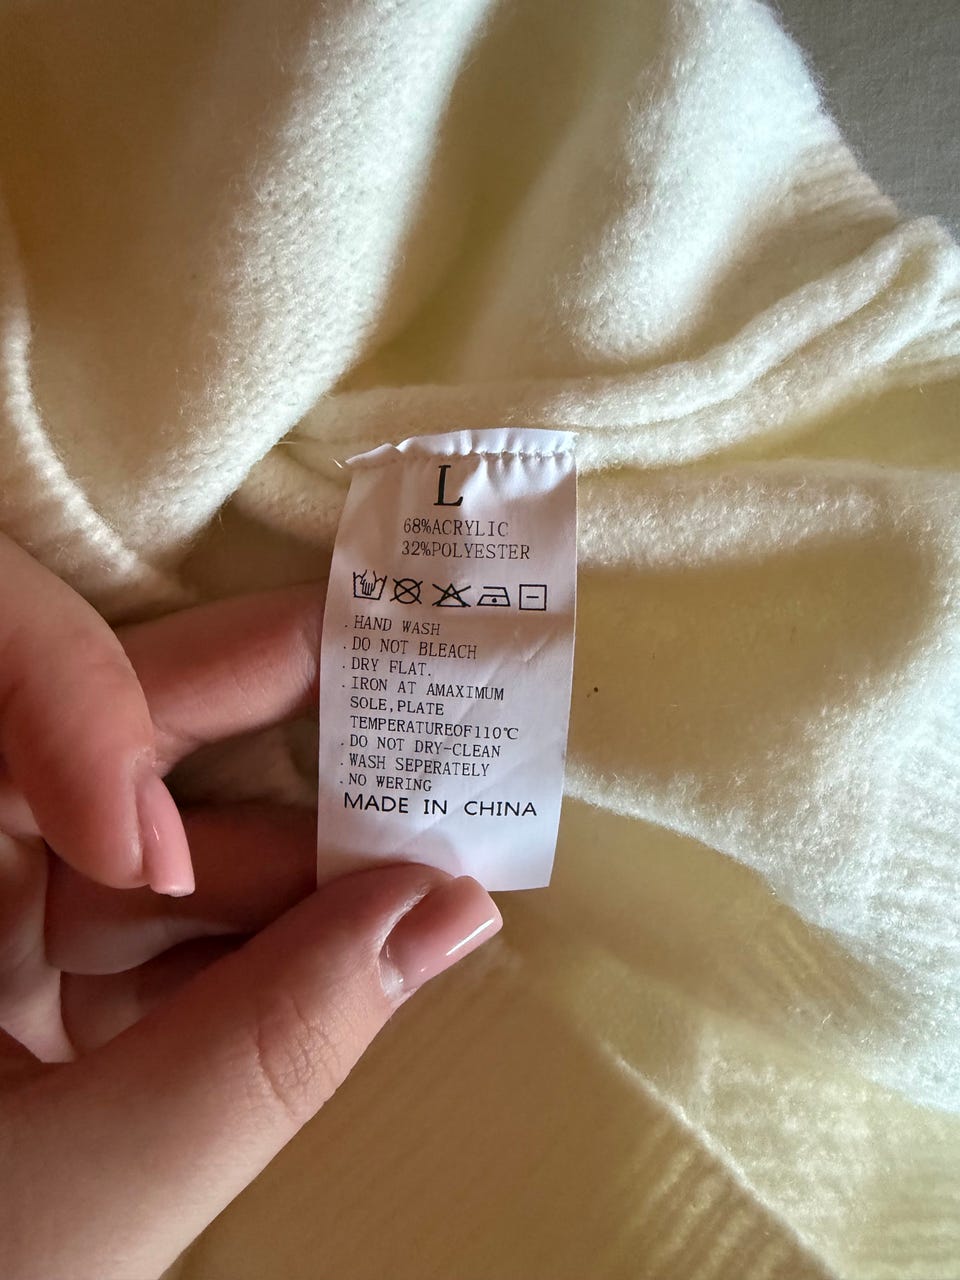 L
68%ACRYLIC
32%POLYESTER
.HAND WASH
.DO NOT BLEACH
.DRY FLAT.
.IRON AT AMAXIMUM
SOLE,PLATE
TEMPERATUREOF110℃
.DO NOT DRY-CLEAN
.WASH SEPERATELY
.NO WERING
MADE IN CHINA